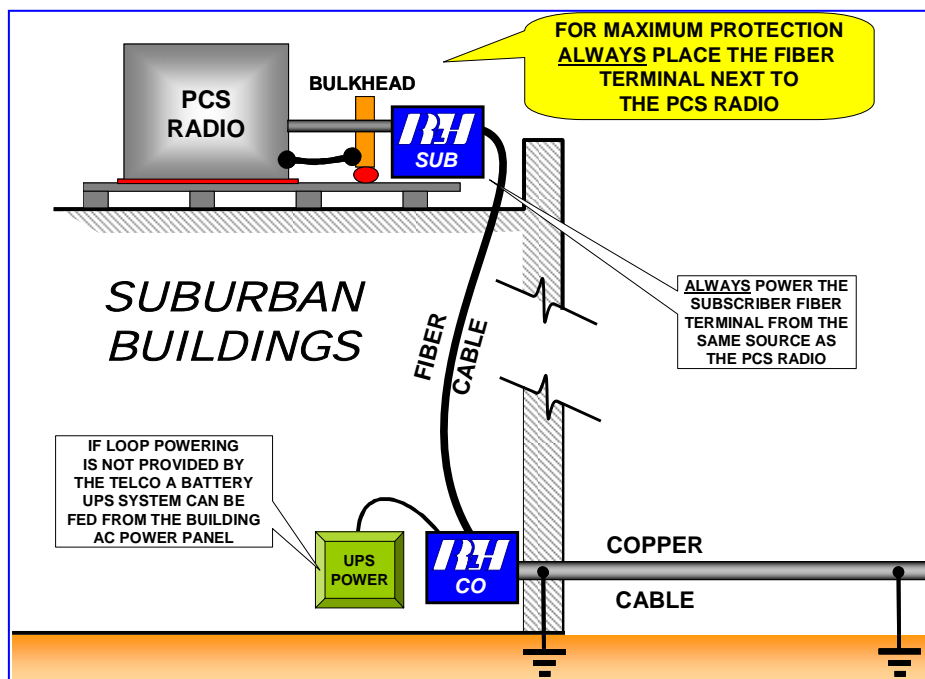 FOR MAXIMUM PROTECTION
ALWAYS PLACE THE FIBER
TERMINAL NEXT TO
THE PCS RADIO
BULKHEAD
PCS
RADIO
SUB
ALWAYS POWER THE
SUBSCRIBER FIBER
TERMINAL FROM THE
SAME SOURCE AS
THE PCS RADIO
SUBURBAN
BUILDINGS
FIBER
CABLE
IF LOOP POWERING
IS NOT PROVIDED BY
THE TELCO A BATTERY
UPS SYSTEM CAN BE
FED FROM THE BUILDING
AC POWER PANEL
UPS
POWER
CO
COPPER
CABLE